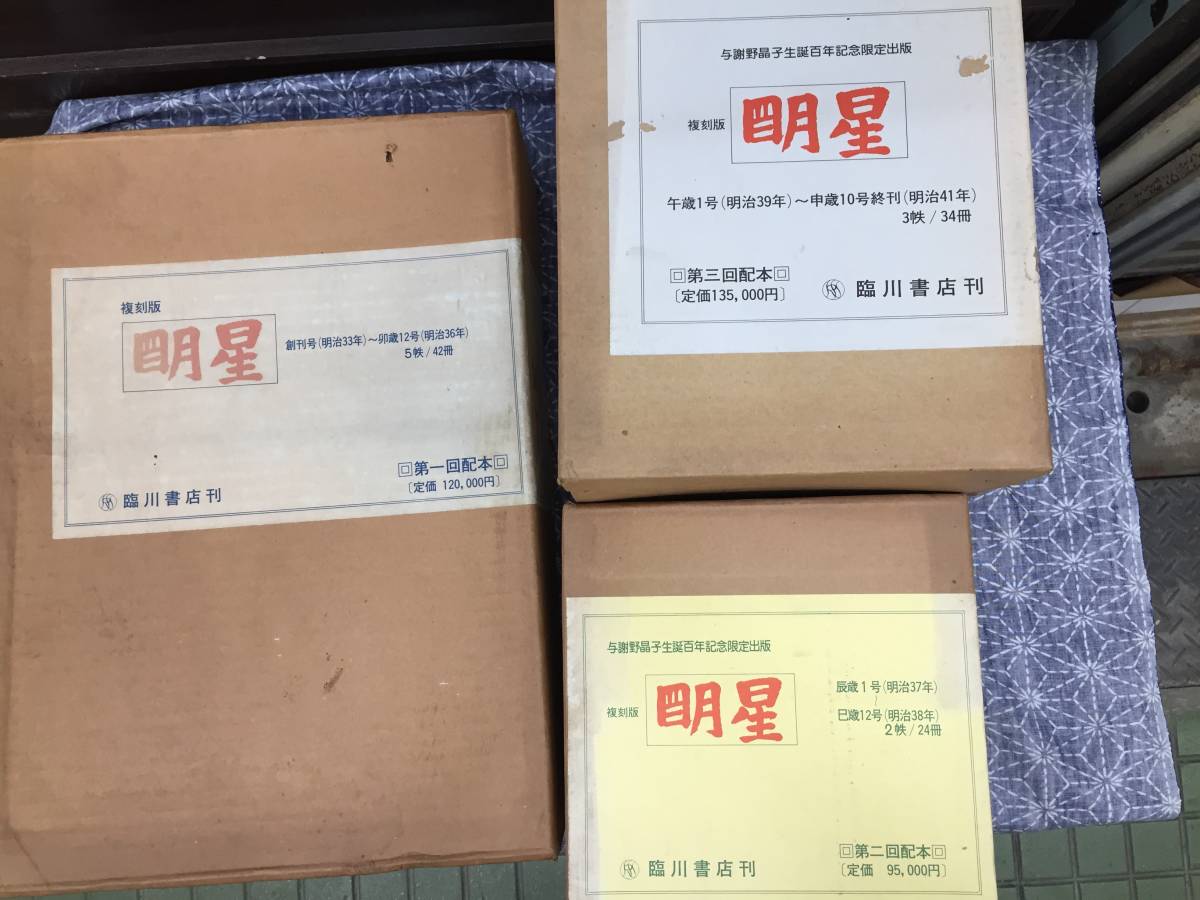 複刻版
明星
創刊号(明治33年)～卯歳12号(明治36年)
5帙/42冊
回第一回配本回
〔定価 120,000円〕
臨川書店刊
与謝野晶子生誕百年記念限定出版
複刻版
明星
午歳1号(明治39年)～申歳10号終刊(明治41年)
3帙/34冊
回第三回配本回
〔定価135,000円〕
臨川書店刊
与謝野晶子生誕百年記念限定出版
複刻版
明星
辰歳1号(明治37年)
～
巳歳12号(明治38年)
2帙/24冊
回第二回配本回
〔定価 95,000円〕
臨川書店刊